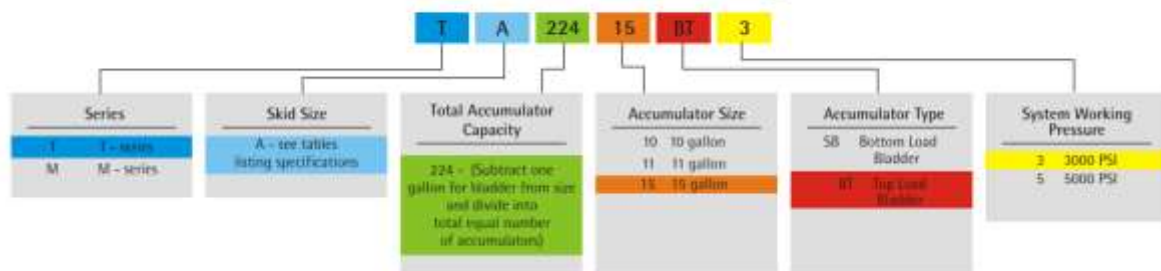 T A 224 15 BT 3
Series
T T - series
M M - series
Skid Size
A - see tables
listing specifications
Total Accumulator
Capacity
224 - (Subtract one
gallon for bladder from size
and divide into
total equal number
of accumulators)
Accumulator Size
10 10 gallon
11 11 gallon
15 15 gallon
Accumulator Type
SB Bottom Load
Bladder
BT Top Load
Bladder
System Working
Pressure
3 3000 PSI
5 5000 PSI